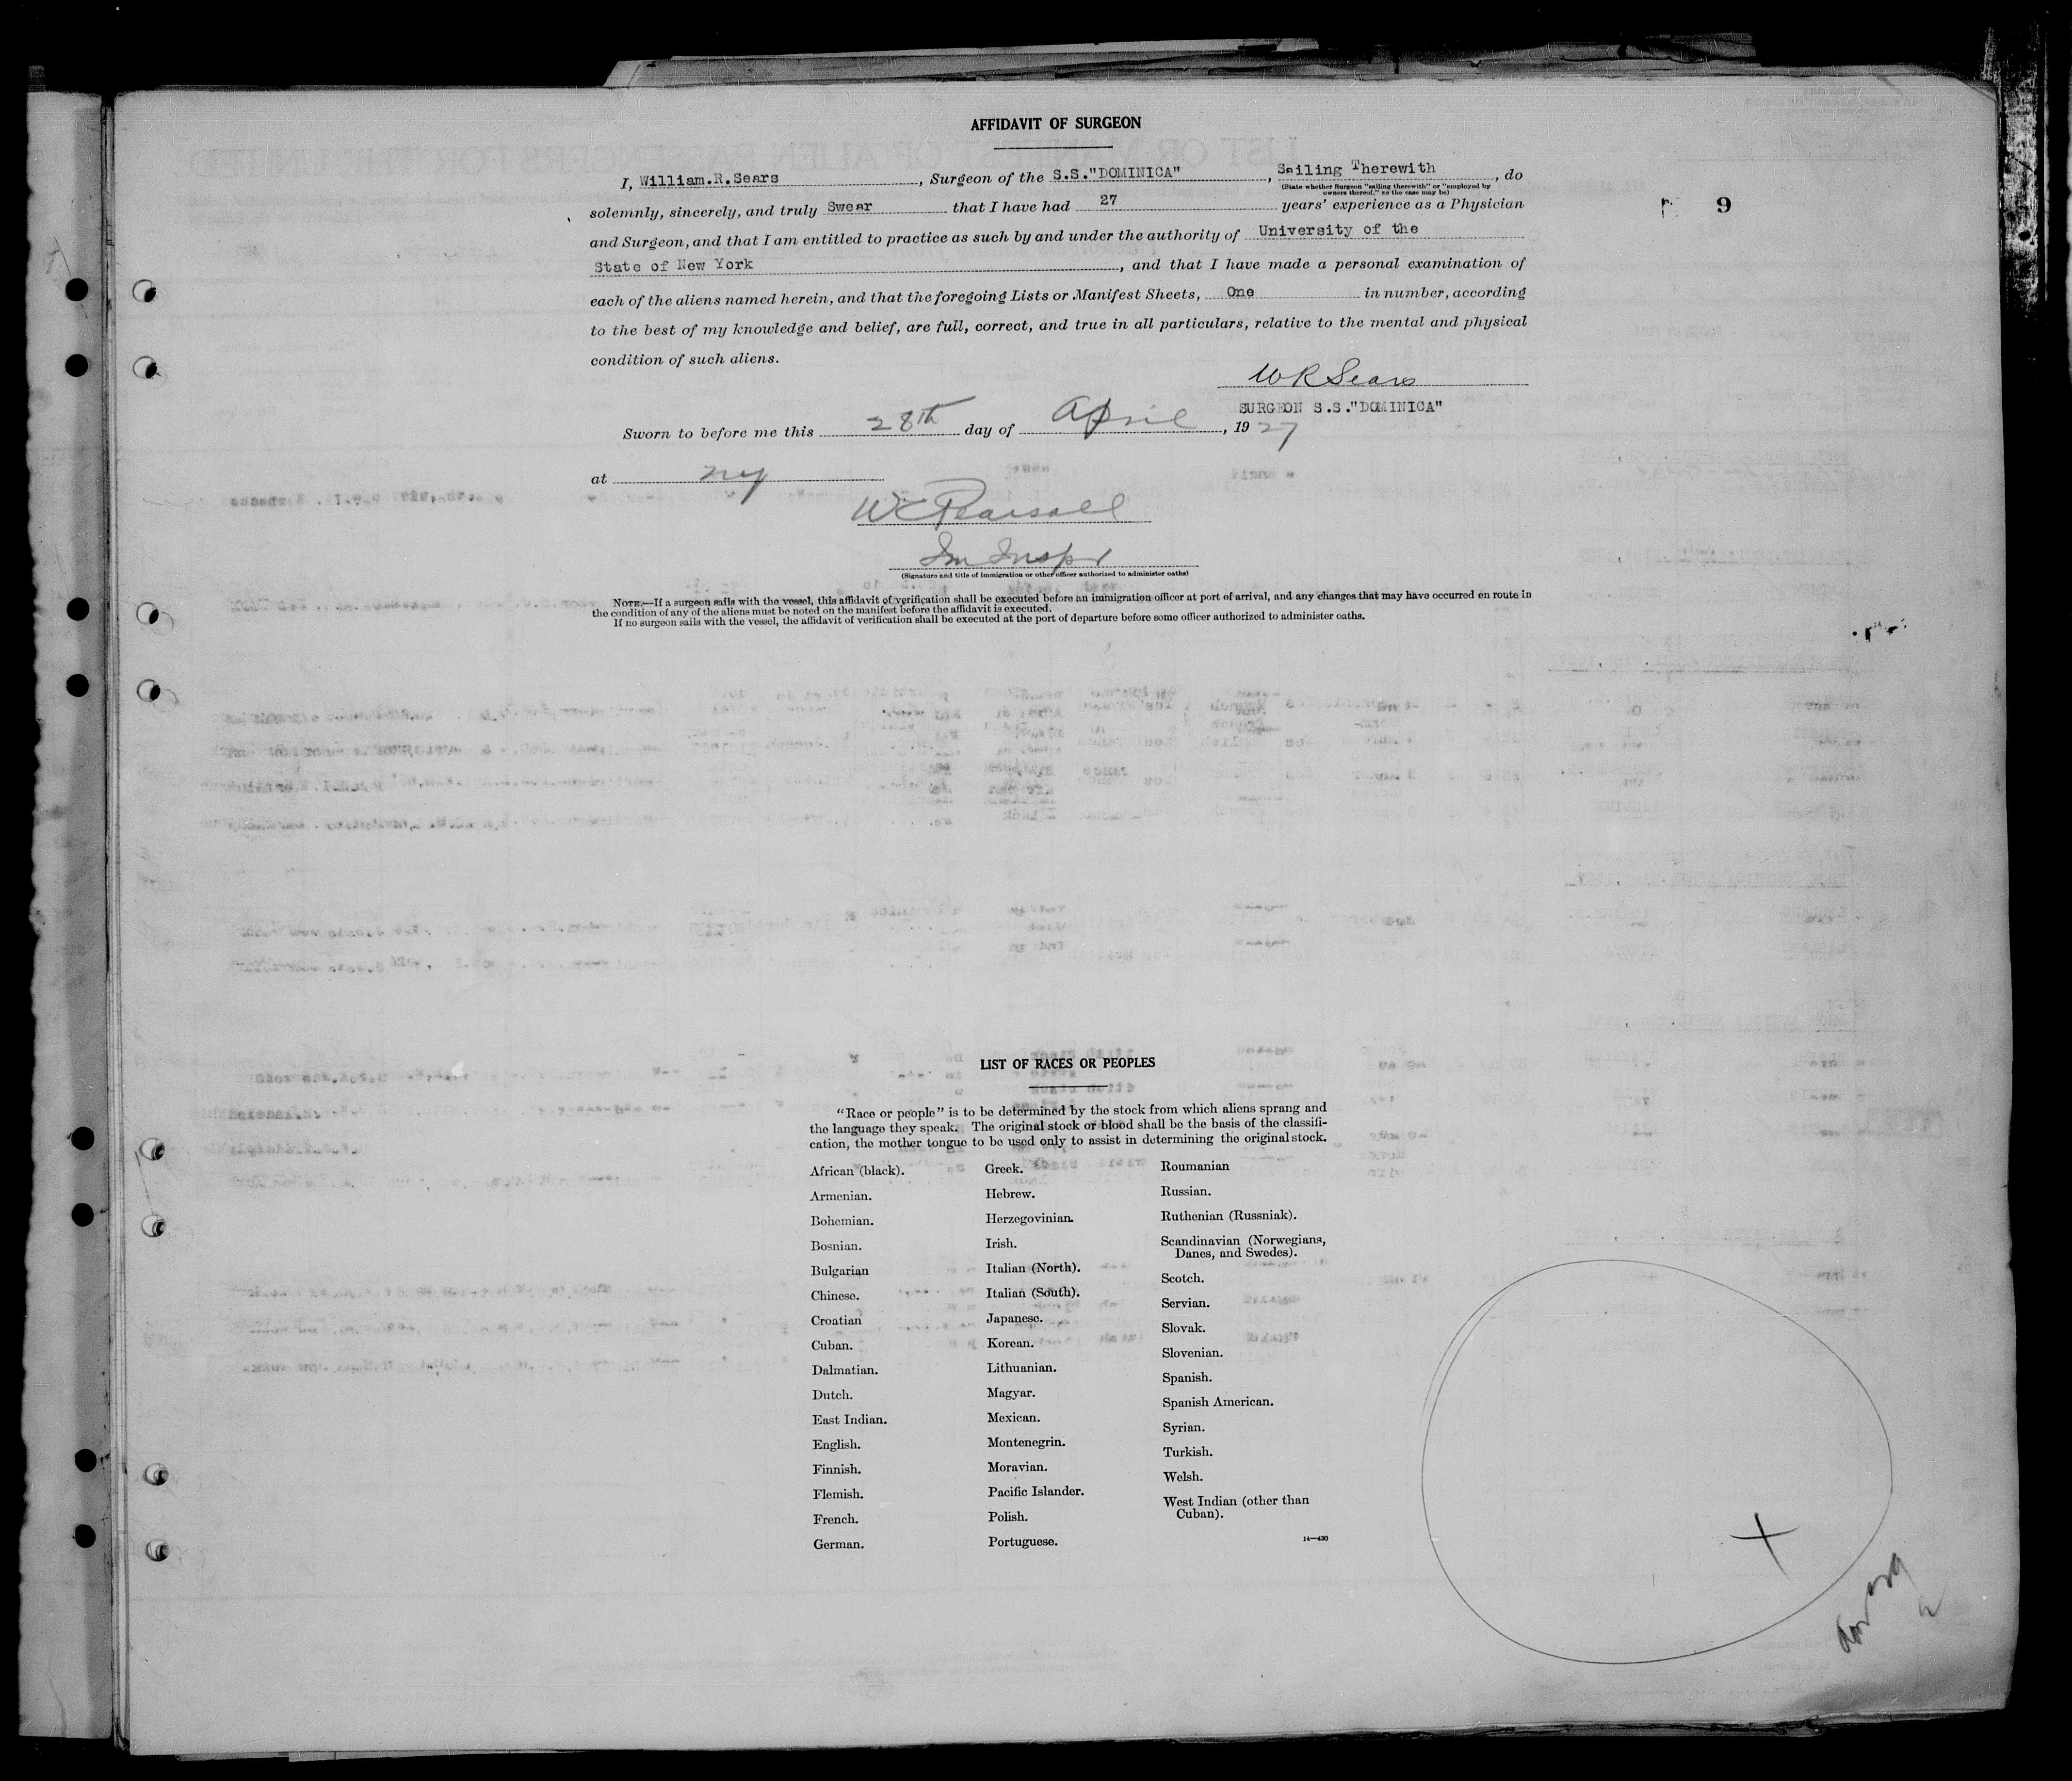 AFFIDAVIT OF SURGEON
I, William.R.Sears, Surgeon of the S.S."DOMINICA", Sailing Therewith, do
(State whether Surgeon "sailing therewith" or "employed by
owners thereof," as the case may be)
solemnly, sincerely, and truly Swear that I have had 27 years' experience as a Physician
9
and Surgeon, and that I am entitled to practice as such by and under the authority of University of the
State of New York, and that I have made a personal examination of
each of the aliens named herein, and that the foregoing Lists or Manifest Sheets, One in number, according
to the best of my knowledge and belief, are full, correct, and true in all particulars, relative to the mental and physical
condition of such aliens.
W R Sears
SURGEON S.S."DOMINICA"
Sworn to before me this 28th day of April, 1927
at ny
W C Pearsall
Im Inspr
(Signature and title of immigration or other officer authorized to administer oaths)
NOTE.—If a surgeon sails with the vessel, this affidavit of verification shall be executed before an immigration officer at port of arrival, and any changes that may have occurred en route in
the condition of any of the aliens must be noted on the manifest before the affidavit is executed.
If no surgeon sails with the vessel, the affidavit of verification shall be executed at the port of departure before some officer authorized to administer oaths.
LIST OF RACES OR PEOPLES
"Race or people" is to be determined by the stock from which aliens sprang and
the language they speak. The original stock or blood shall be the basis of the classifi-
cation, the mother tongue to be used only to assist in determining the original stock.
African (black).
Armenian.
Bohemian.
Bosnian.
Bulgarian
Chinese.
Croatian
Cuban.
Dalmatian.
Dutch.
East Indian.
English.
Finnish.
Flemish.
French.
German.
Greek.
Hebrew.
Herzegovinian.
Irish.
Italian (North).
Italian (South).
Japanese.
Korean.
Lithuanian.
Magyar.
Mexican.
Montenegrin.
Moravian.
Pacific Islander.
Polish.
Portuguese.
Roumanian
Russian.
Ruthenian (Russniak).
Scandinavian (Norwegians,
Danes, and Swedes).
Scotch.
Servian.
Slovak.
Slovenian.
Spanish.
Spanish American.
Syrian.
Turkish.
Welsh.
West Indian (other than
Cuban).
14—430